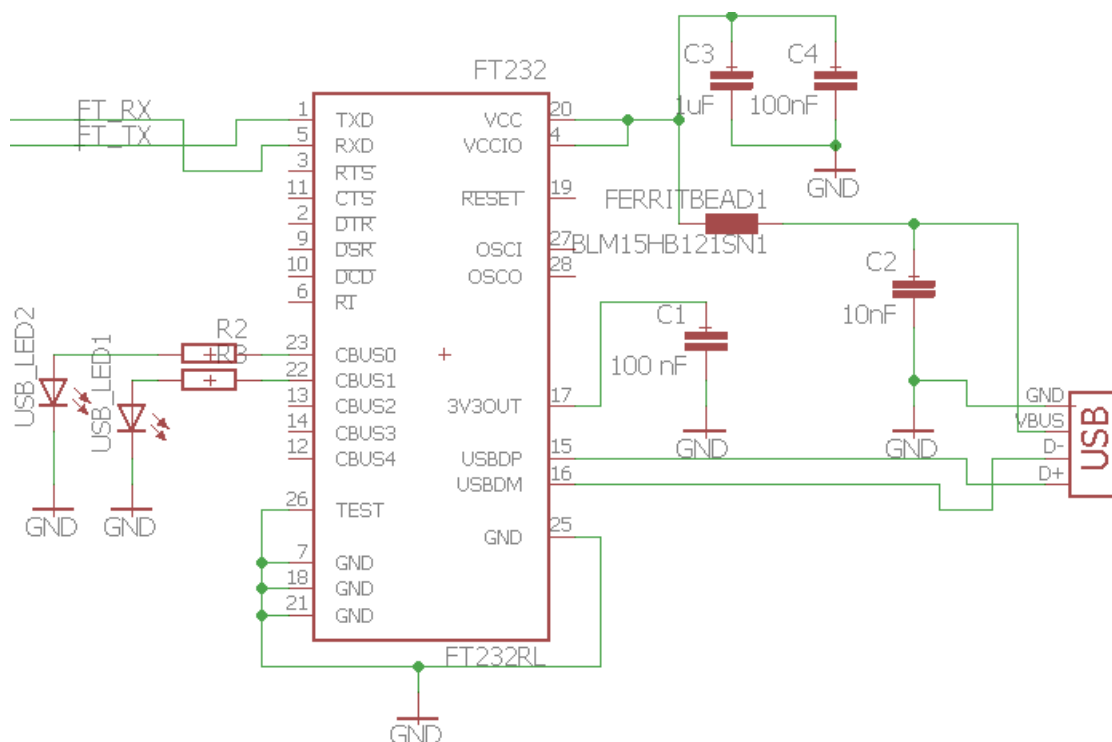 FT232
C3
C4
1uF
100nF
GND
FT_RX
FT_TX
1
TXD
5
RXD
3
RTS
11
CTS
2
DTR
9
DSR
10
DCD
6
RI
23
CBUS0
22
CBUS1
13
CBUS2
14
CBUS3
12
CBUS4
26
TEST
7
GND
18
GND
21
GND
VCC
20
VCCIO
4
RESET
19
OSCI
27
OSCO
28
3V3OUT
17
USBDP
15
USBDM
16
GND
25
FERRITBEAD1
BLM15HB121SN1
C2
10nF
C1
100 nF
GND
GND
R2
R3
USB_LED2
USB_LED1
GND
GND
GND
VBUS
D-
D+
USB
FT232RL
GND